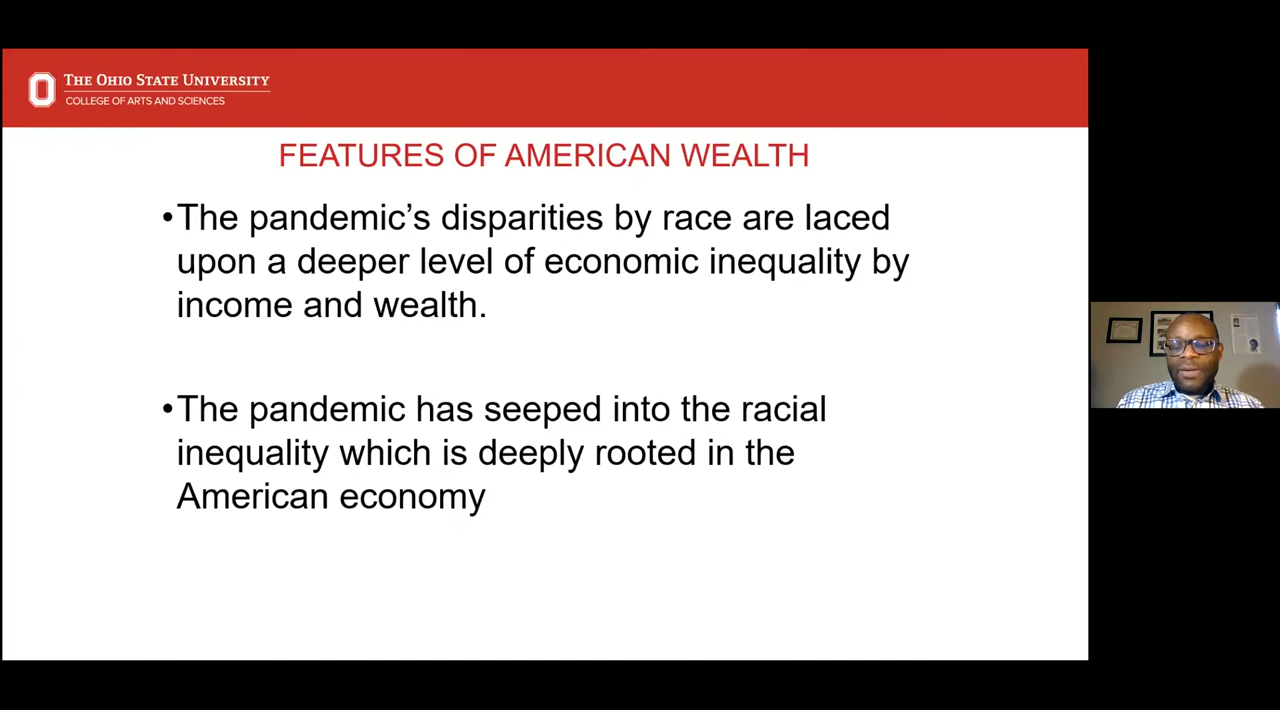 THE OHIO STATE UNIVERSITY
COLLEGE OF ARTS AND SCIENCES
FEATURES OF AMERICAN WEALTH
•The pandemic’s disparities by race are laced
upon a deeper level of economic inequality by
income and wealth.
•The pandemic has seeped into the racial
inequality which is deeply rooted in the
American economy